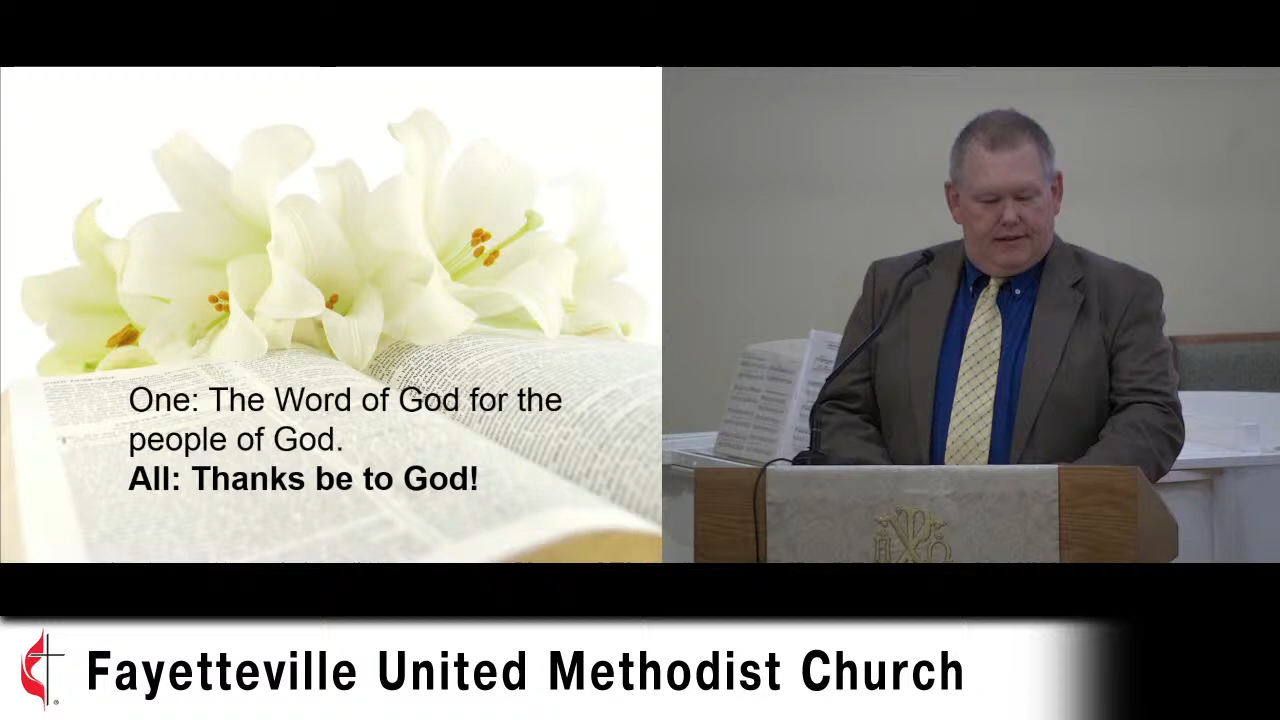 One: The Word of God for the
people of God.
All: Thanks be to God!
Fayetteville United Methodist Church